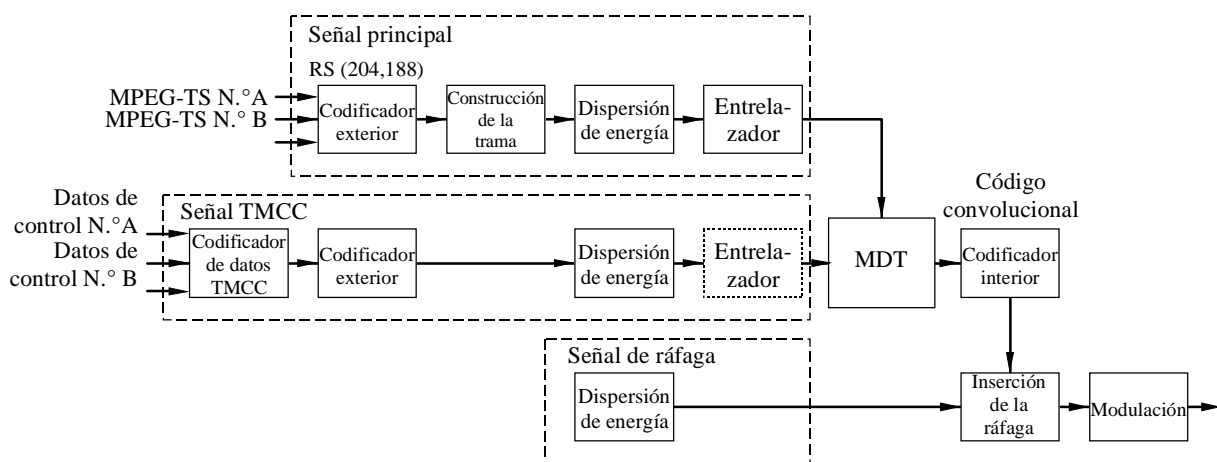 Señal principal
RS (204,188)
MPEG-TS N.°A
MPEG-TS N.° B
Codificador
exterior
Construcción
de la
trama
Dispersión
de energía
Entrela-
zador
Datos de
control N.°A
Datos de
control N.° B
Señal TMCC
Codificador
de datos
TMCC
Codificador
exterior
Dispersión
de energía
Entrela-
zador
MDT
Código
convolucional
Codificador
interior
Señal de ráfaga
Dispersión
de energía
Inserción
de la
ráfaga
Modulación